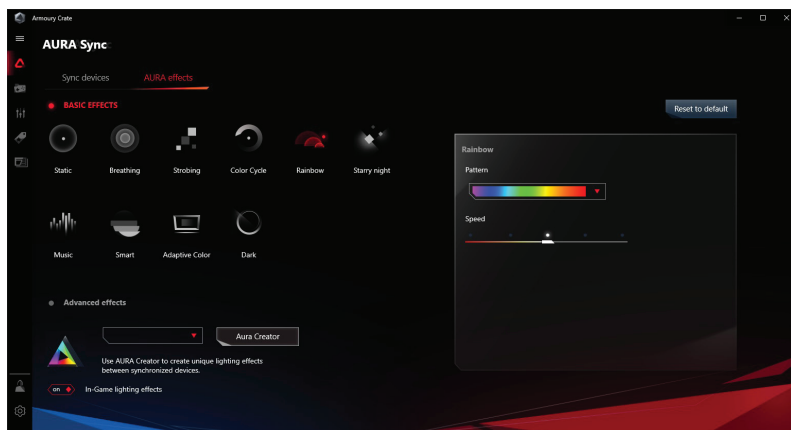 Armoury Crate
AURA Sync
Sync devices
AURA effects
BASIC EFFECTS
Reset to default
Static
Breathing
Strobing
Color Cycle
Rainbow
Starry night
Music
Smart
Adaptive Color
Dark
Rainbow
Pattern
Speed
Advanced effects
Aura Creator
Use AURA Creator to create unique lighting effects
between synchronized devices.
on
In-Game lighting effects